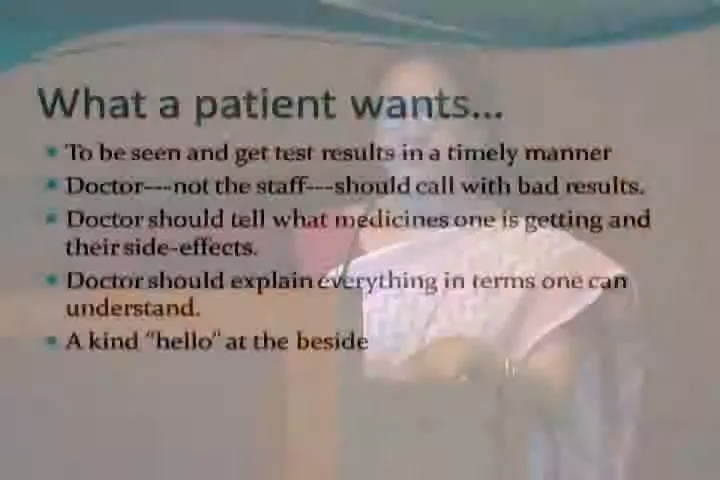 What a patient wants...
To be seen and get test results in a timely manner
Doctor---not the staff---should call with bad results.
Doctor should tell what medicines one is getting and
their side-effects.
Doctor should explain everything in terms one can
understand.
A kind "hello" at the beside